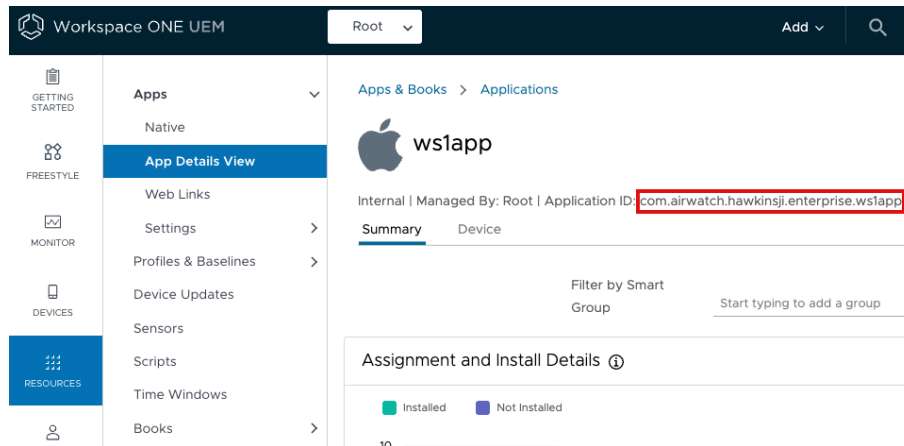 Workspace ONE UEM
Root
Add
GETTING
STARTED
FREESTYLE
MONITOR
DEVICES
RESOURCES
Apps
Native
App Details View
Web Links
Settings
Profiles & Baselines
Device Updates
Sensors
Scripts
Time Windows
Books
Apps & Books > Applications
ws1app
Internal | Managed By: Root | Application ID: com.airwatch.hawkinsji.enterprise.ws1app
Summary Device
Filter by Smart
Group
Start typing to add a group
Assignment and Install Details
Installed Not Installed
10